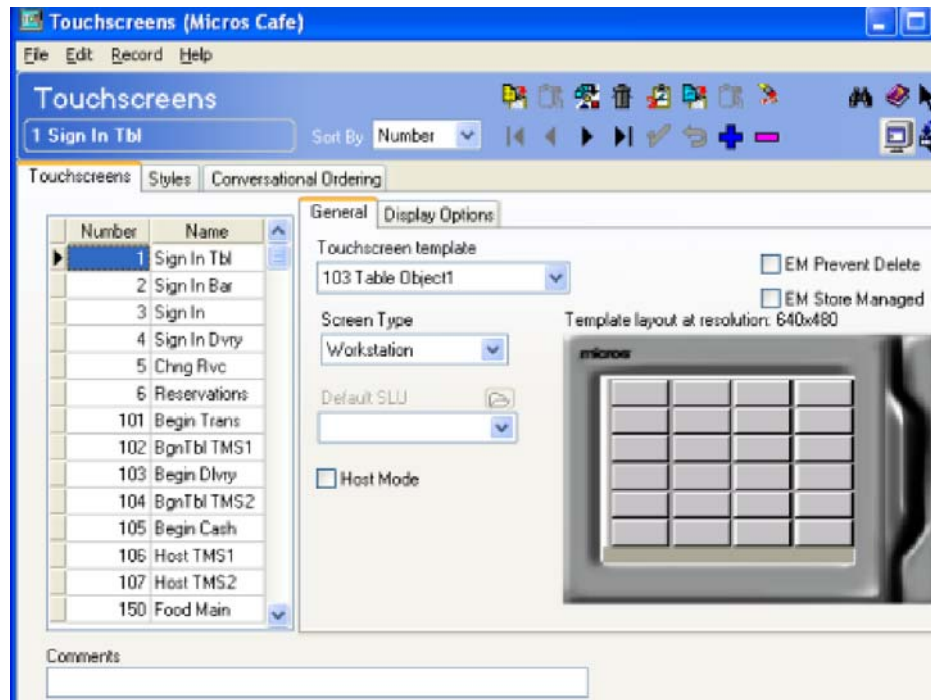 Touchscreens (Micros Cafe)
File Edit Record Help
Touchscreens
1 Sign In Tbl
Sort By Number
Touchscreens Styles Conversational Ordering
General Display Options
Number Name
1 Sign In Tbl
2 Sign In Bar
3 Sign In
4 Sign In Dvry
5 Chng Rvc
6 Reservations
101 Begin Trans
102 BgnTbl TMS1
103 Begin Dlvry
104 BgnTbl TMS2
105 Begin Cash
106 Host TMS1
107 Host TMS2
150 Food Main
Touchscreen template
103 Table Object1
EM Prevent Delete
EM Store Managed
Screen Type
Workstation
Template layout at resolution: 640x480
micros
Default SLU
Host Mode
Comments